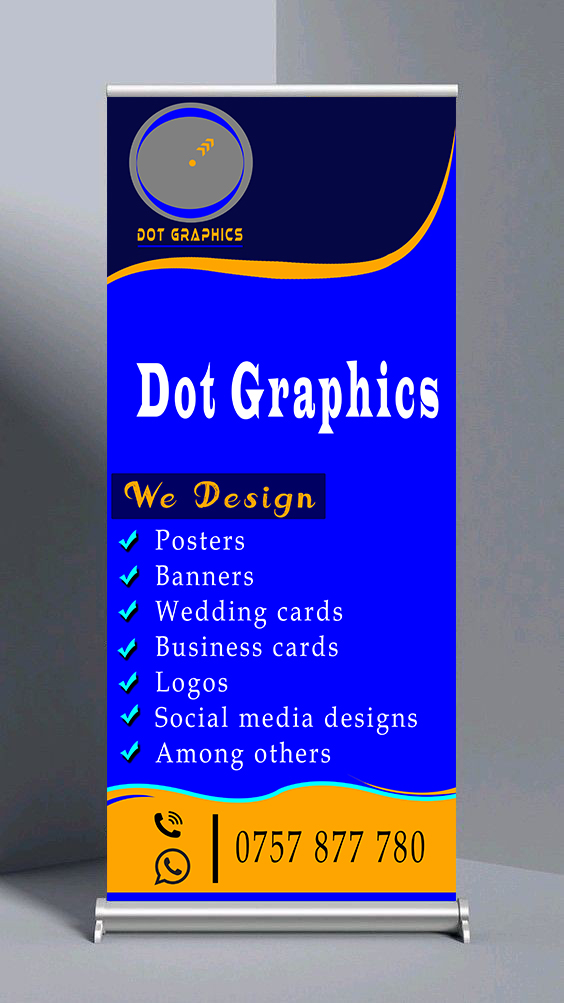 DOT GRAPHICS
Dot Graphics
We Design
Posters
Banners
Wedding cards
Business cards
Logos
Social media designs
Among others
0757 877 780